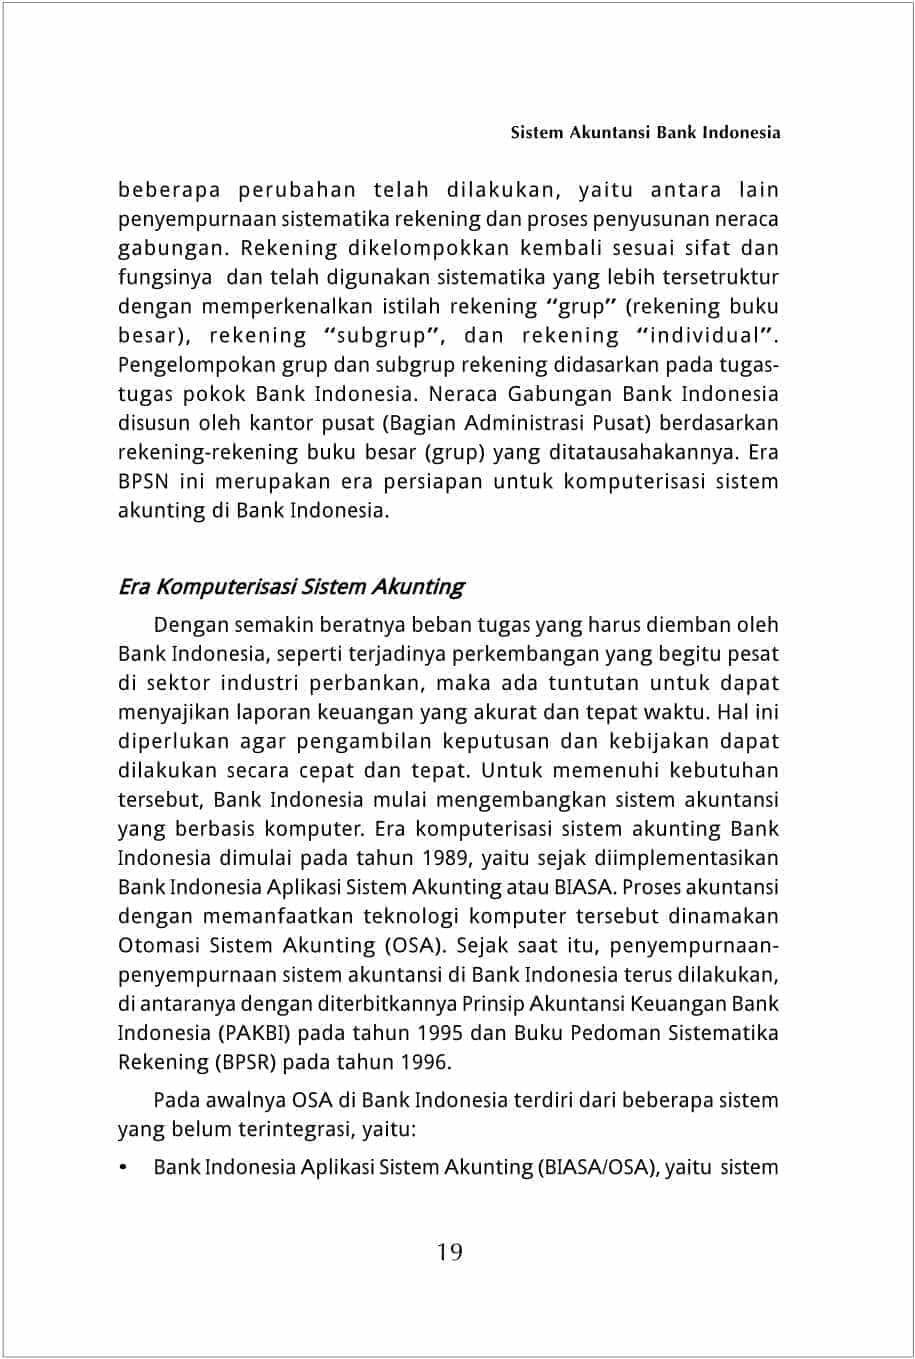 Sistem Akuntansi Bank Indonesia
beberapa perubahan telah dilakukan, yaitu antara lain
penyempurnaan sistematika rekening dan proses penyusunan neraca
gabungan. Rekening dikelompokkan kembali sesuai sifat dan
fungsinya dan telah digunakan sistematika yang lebih tersetruktur
dengan memperkenalkan istilah rekening “grup” (rekening buku
besar), rekening “subgrup”, dan rekening “individual”.
Pengelompokan grup dan subgrup rekening didasarkan pada tugas-
tugas pokok Bank Indonesia. Neraca Gabungan Bank Indonesia
disusun oleh kantor pusat (Bagian Administrasi Pusat) berdasarkan
rekening-rekening buku besar (grup) yang ditatausahakannya. Era
BPSN ini merupakan era persiapan untuk komputerisasi sistem
akunting di Bank Indonesia.
Era Komputerisasi Sistem Akunting
Dengan semakin beratnya beban tugas yang harus diemban oleh
Bank Indonesia, seperti terjadinya perkembangan yang begitu pesat
di sektor industri perbankan, maka ada tuntutan untuk dapat
menyajikan laporan keuangan yang akurat dan tepat waktu. Hal ini
diperlukan agar pengambilan keputusan dan kebijakan dapat
dilakukan secara cepat dan tepat. Untuk memenuhi kebutuhan
tersebut, Bank Indonesia mulai mengembangkan sistem akuntansi
yang berbasis komputer. Era komputerisasi sistem akunting Bank
Indonesia dimulai pada tahun 1989, yaitu sejak diimplementasikan
Bank Indonesia Aplikasi Sistem Akunting atau BIASA. Proses akuntansi
dengan memanfaatkan teknologi komputer tersebut dinamakan
Otomasi Sistem Akunting (OSA). Sejak saat itu, penyempurnaan-
penyempurnaan sistem akuntansi di Bank Indonesia terus dilakukan,
di antaranya dengan diterbitkannya Prinsip Akuntansi Keuangan Bank
Indonesia (PAKBI) pada tahun 1995 dan Buku Pedoman Sistematika
Rekening (BPSR) pada tahun 1996.
Pada awalnya OSA di Bank Indonesia terdiri dari beberapa sistem
yang belum terintegrasi, yaitu:
• Bank Indonesia Aplikasi Sistem Akunting (BIASA/OSA), yaitu sistem
19